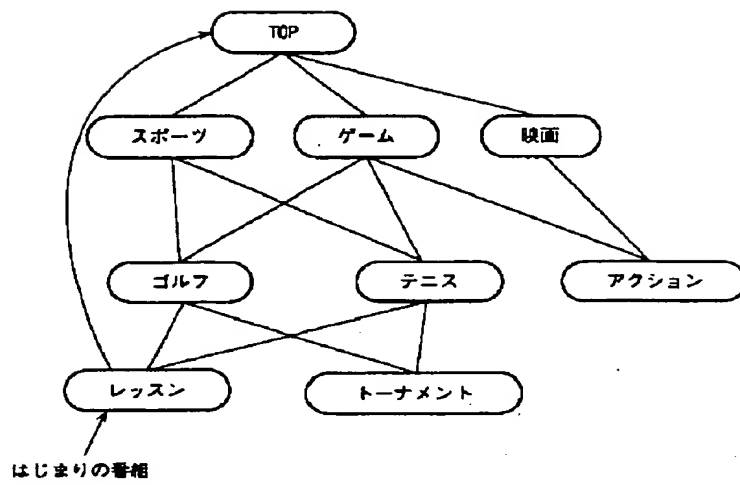 TOP
スポーツ
ゲーム
映画
ゴルフ
テニス
アクション
レッスン
トーナメント
はじまりの番組